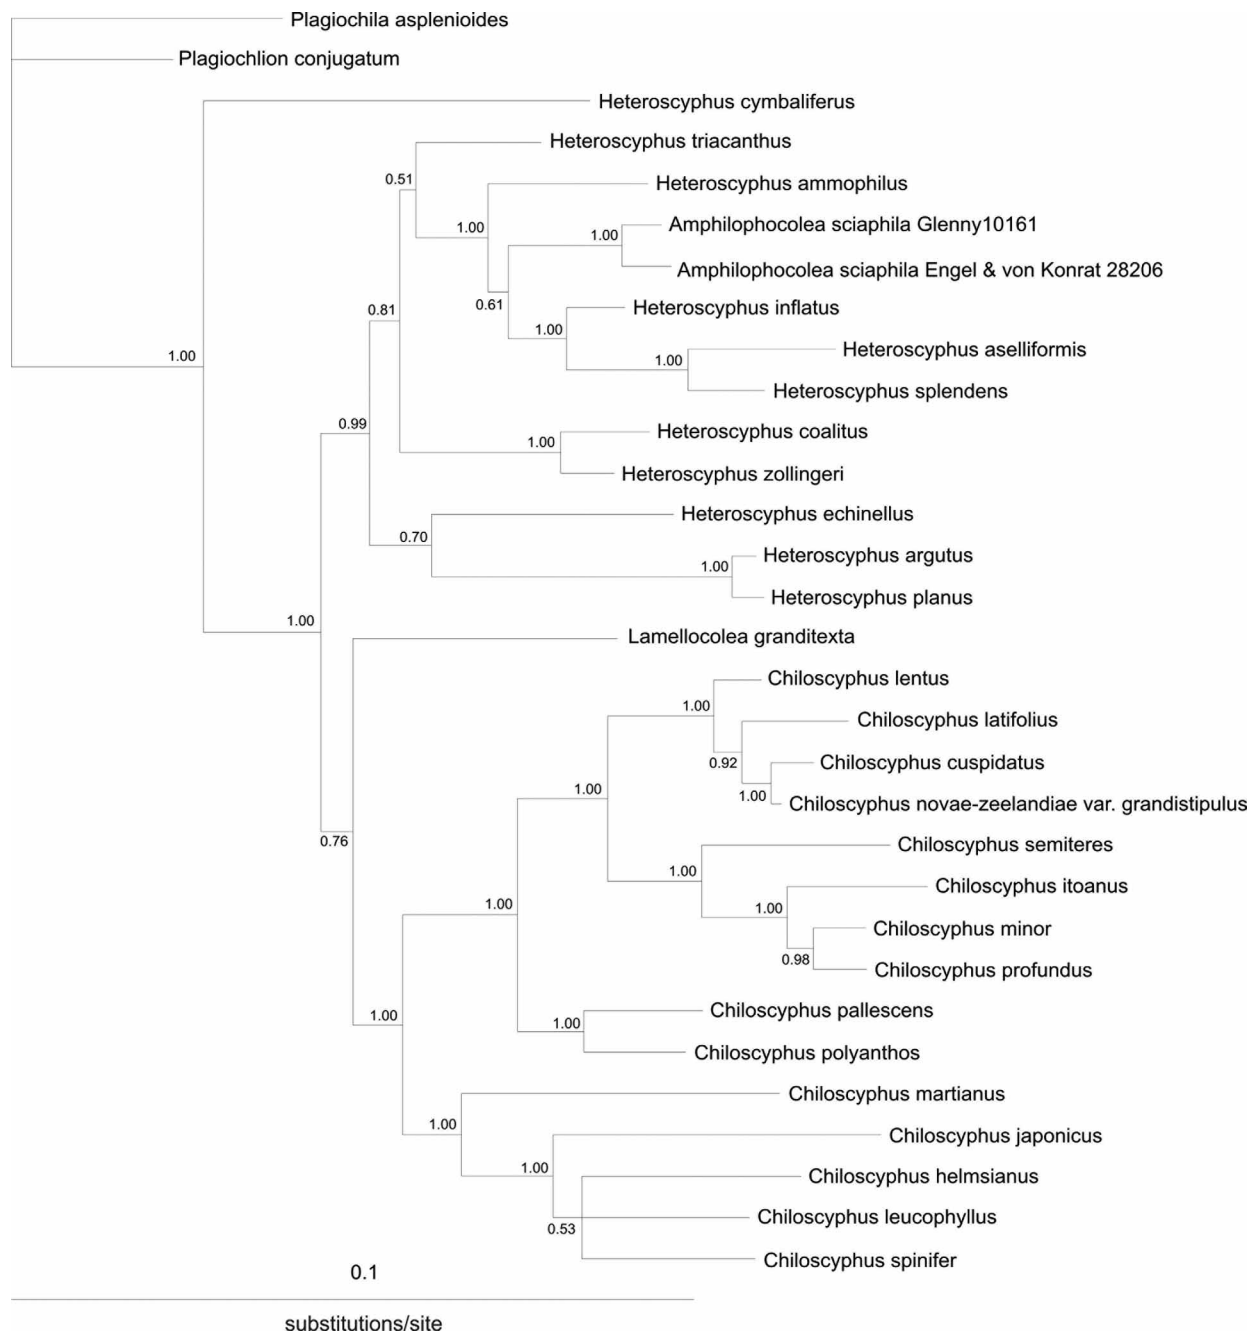 Plagiochila asplenioides
Plagiochlion conjugatum
Heteroscyphus cymbaliferus
Heteroscyphus triacanthus
0.51
Heteroscyphus ammophilus
1.00
Amphilophocolea sciaphila Glenny10161
1.00
Amphilophocolea sciaphila Engel & von Konrat 28206
0.61
0.81
Heteroscyphus inflatus
1.00
Heteroscyphus aselliformis
1.00
1.00
Heteroscyphus splendens
0.99
Heteroscyphus coalitus
1.00
Heteroscyphus zollingeri
Heteroscyphus echinellus
0.70
Heteroscyphus argutus
1.00
Heteroscyphus planus
1.00
Lamellocolea granditexta
Chiloscyphus lentus
1.00
Chiloscyphus latifolius
0.92
Chiloscyphus cuspidatus
1.00
1.00
Chiloscyphus novae-zeelandiae var. grandistipulus
0.76
Chiloscyphus semiteres
1.00
Chiloscyphus itoanus
1.00
1.00
Chiloscyphus minor
0.98
Chiloscyphus profundus
Chiloscyphus pallescens
1.00
1.00
Chiloscyphus polyanthos
Chiloscyphus martianus
1.00
Chiloscyphus japonicus
1.00
Chiloscyphus helmsianus
Chiloscyphus leucophyllus
0.53
Chiloscyphus spinifer
0.1
substitutions/site